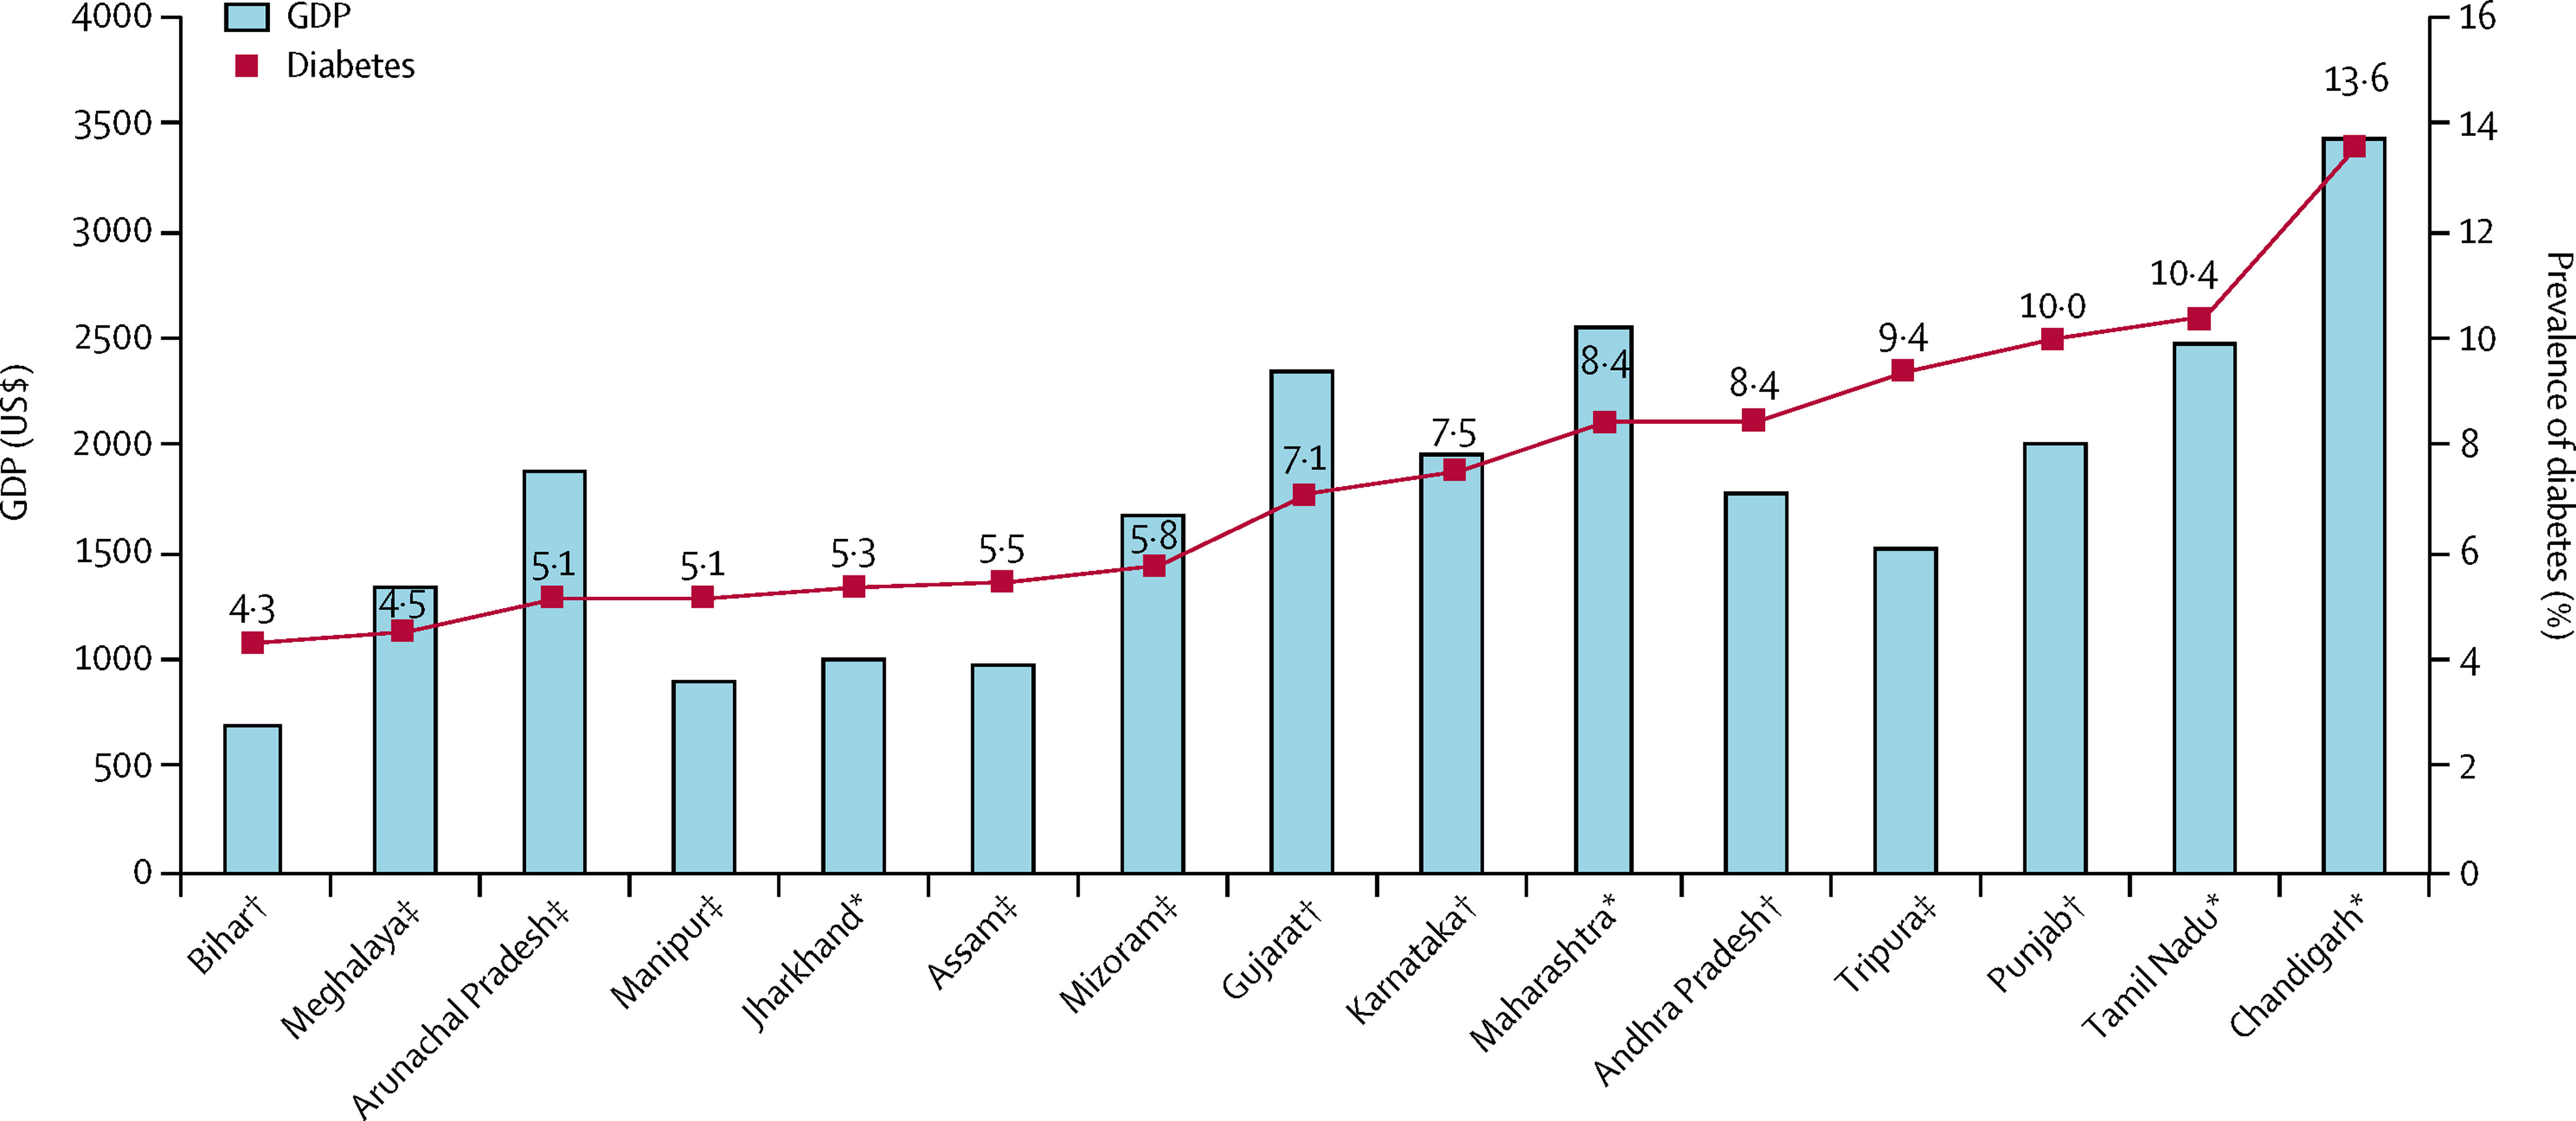 GDP
Diabetes
4000
3500
3000
2500
2000
1500
1000
500
0
GDP (US$)
16
14
12
10
8
6
4
2
0
Prevalence of diabetes (%)
4·3
4·5
5·1
5·1
5·3
5·5
5·8
7·1
7·5
8·4
8·4
9·4
10·0
10·4
13·6
Bihar†
Meghalaya‡
Arunachal Pradesh‡
Manipur‡
Jharkhand*
Assam‡
Mizoram‡
Gujarat†
Karnataka†
Maharashtra*
Andhra Pradesh†
Tripura‡
Punjab†
Tamil Nadu*
Chandigarh*